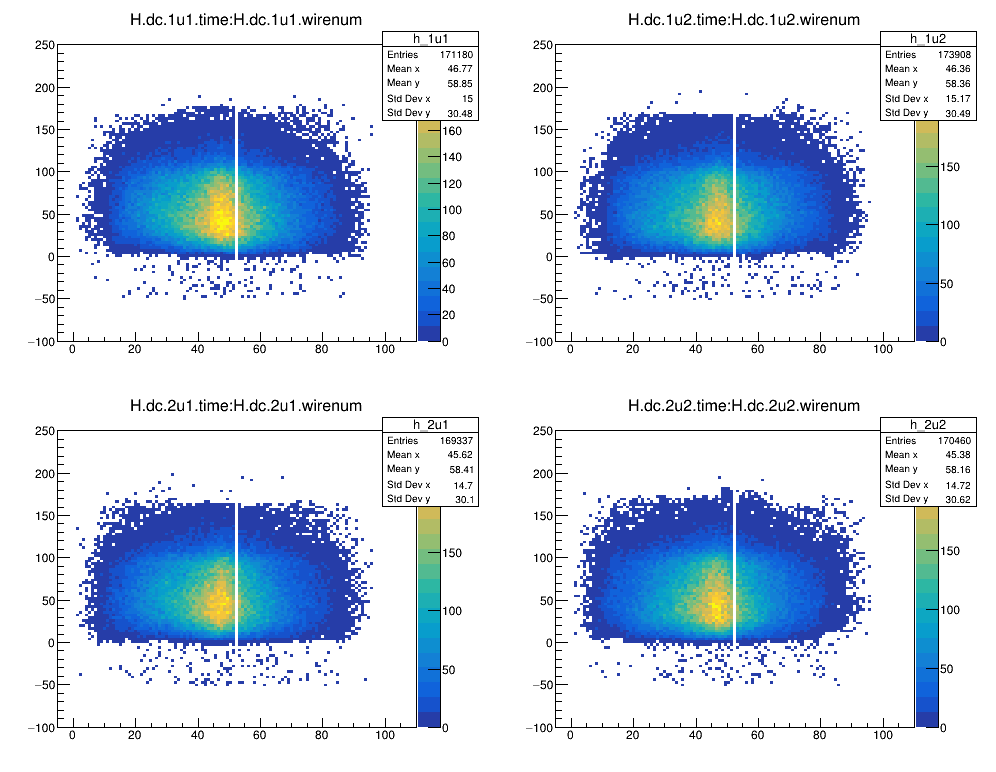 H.dc.1u1.time:H.dc.1u1.wirenum
h_1u1
Entries 171180
Mean x 46.77
Mean y 58.85
Std Dev x 15
Std Dev y 30.48
250
200
150
100
50
0
−50
−100
0 20 40 60 80 100
160
140
120
100
80
60
40
20
0
H.dc.1u2.time:H.dc.1u2.wirenum
h_1u2
Entries 173908
Mean x 46.36
Mean y 58.36
Std Dev x 15.17
Std Dev y 30.49
250
200
150
100
50
0
−50
−100
0 20 40 60 80 100
150
100
50
0
H.dc.2u1.time:H.dc.2u1.wirenum
h_2u1
Entries 169337
Mean x 45.62
Mean y 58.41
Std Dev x 14.7
Std Dev y 30.1
250
200
150
100
50
0
−50
−100
0 20 40 60 80 100
150
100
50
0
H.dc.2u2.time:H.dc.2u2.wirenum
h_2u2
Entries 170460
Mean x 45.38
Mean y 58.16
Std Dev x 14.72
Std Dev y 30.62
250
200
150
100
50
0
−50
−100
0 20 40 60 80 100
150
100
50
0